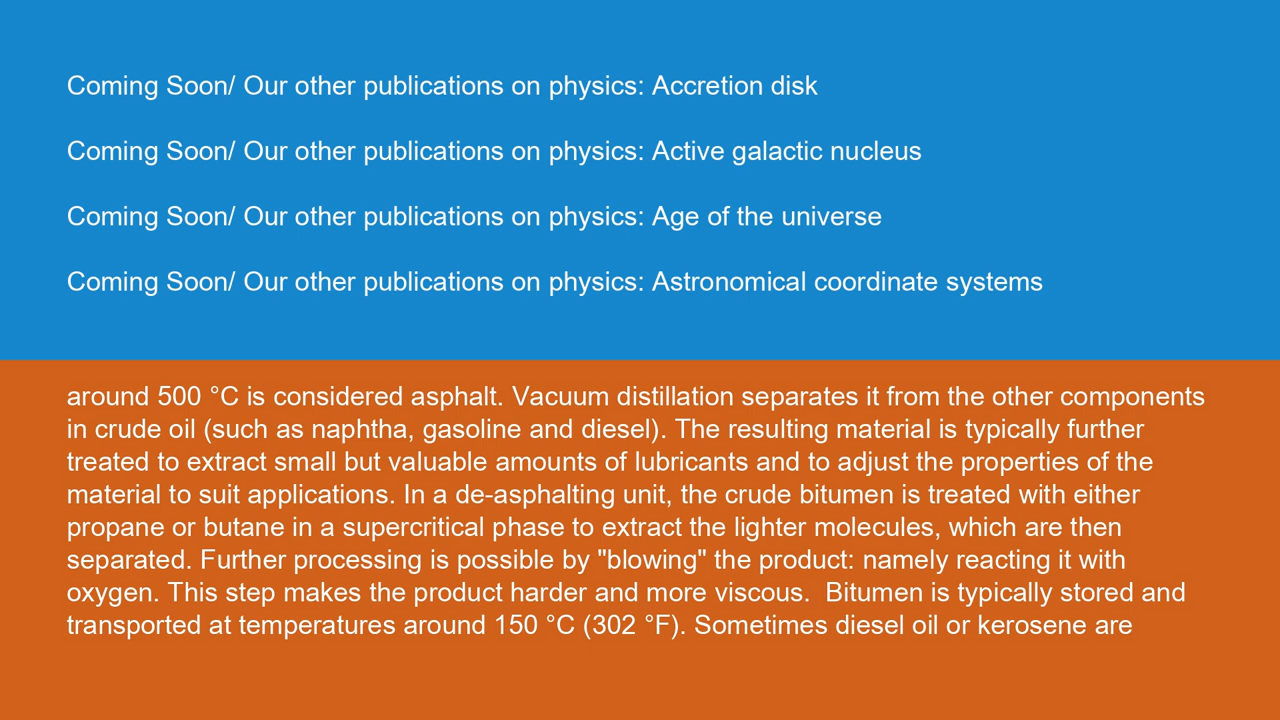 Coming Soon/ Our other publications on physics: Accretion disk
Coming Soon/ Our other publications on physics: Active galactic nucleus
Coming Soon/ Our other publications on physics: Age of the universe
Coming Soon/ Our other publications on physics: Astronomical coordinate systems
around 500 °C is considered asphalt. Vacuum distillation separates it from the other components
in crude oil (such as naphtha, gasoline and diesel). The resulting material is typically further
treated to extract small but valuable amounts of lubricants and to adjust the properties of the
material to suit applications. In a de-asphalting unit, the crude bitumen is treated with either
propane or butane in a supercritical phase to extract the lighter molecules, which are then
separated. Further processing is possible by "blowing" the product: namely reacting it with
oxygen. This step makes the product harder and more viscous.  Bitumen is typically stored and
transported at temperatures around 150 °C (302 °F). Sometimes diesel oil or kerosene are